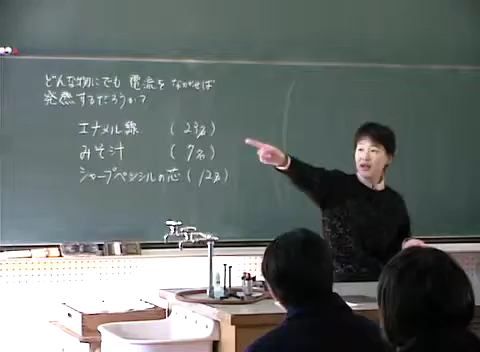 どんな物にでも 電流を ながせば
発熱するだろうか?
エナメル線 (23名)
みそ汁 (7名)
シャープペンシルの芯 (12名)